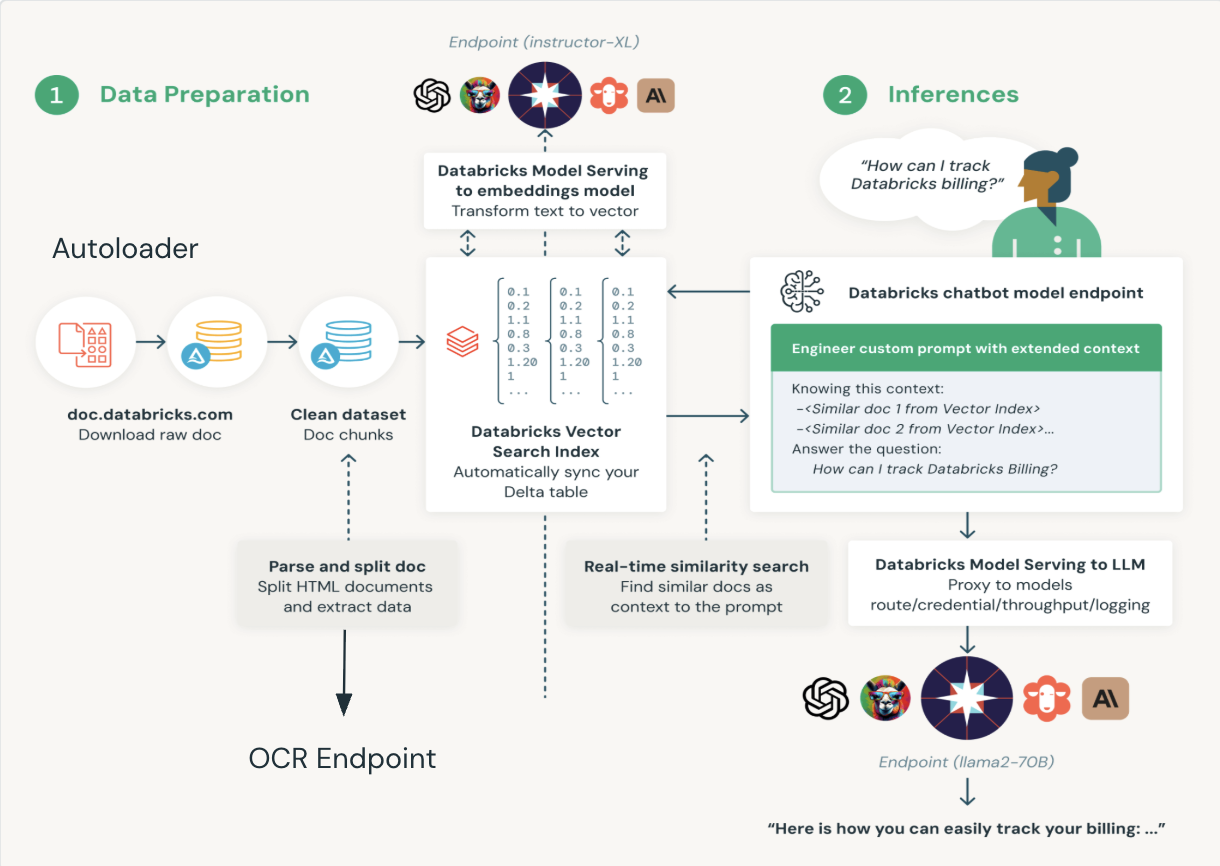 Endpoint (instructor-XL)
1
Data Preparation
2
Inferences
Databricks Model Serving
to embeddings model
Transform text to vector
“How can I track
Databricks billing?”
Autoloader
0.1 0.1 0.1
0.2 0.2 0.2
1.1 1.1 1.1
0.8 0.8 0.8
0.3 0.3 0.3
1.20 1.20 1.20
1 1 1
... ... ...
Databricks Vector
Search Index
Automatically sync your
Delta table
doc.databricks.com
Download raw doc
Clean dataset
Doc chunks
Databricks chatbot model endpoint
Engineer custom prompt with extended context
Knowing this context:
-<Similar doc 1 from Vector Index>
-<Similar doc 2 from Vector Index>...
Answer the question:
How can I track Databricks Billing?
Parse and split doc
Split HTML documents
and extract data
Real-time similarity search
Find similar docs as
context to the prompt
Databricks Model Serving to LLM
Proxy to models
route/credential/throughput/logging
OCR Endpoint
Endpoint (llama2-70B)
“Here is how you can easily track your billing: ...”